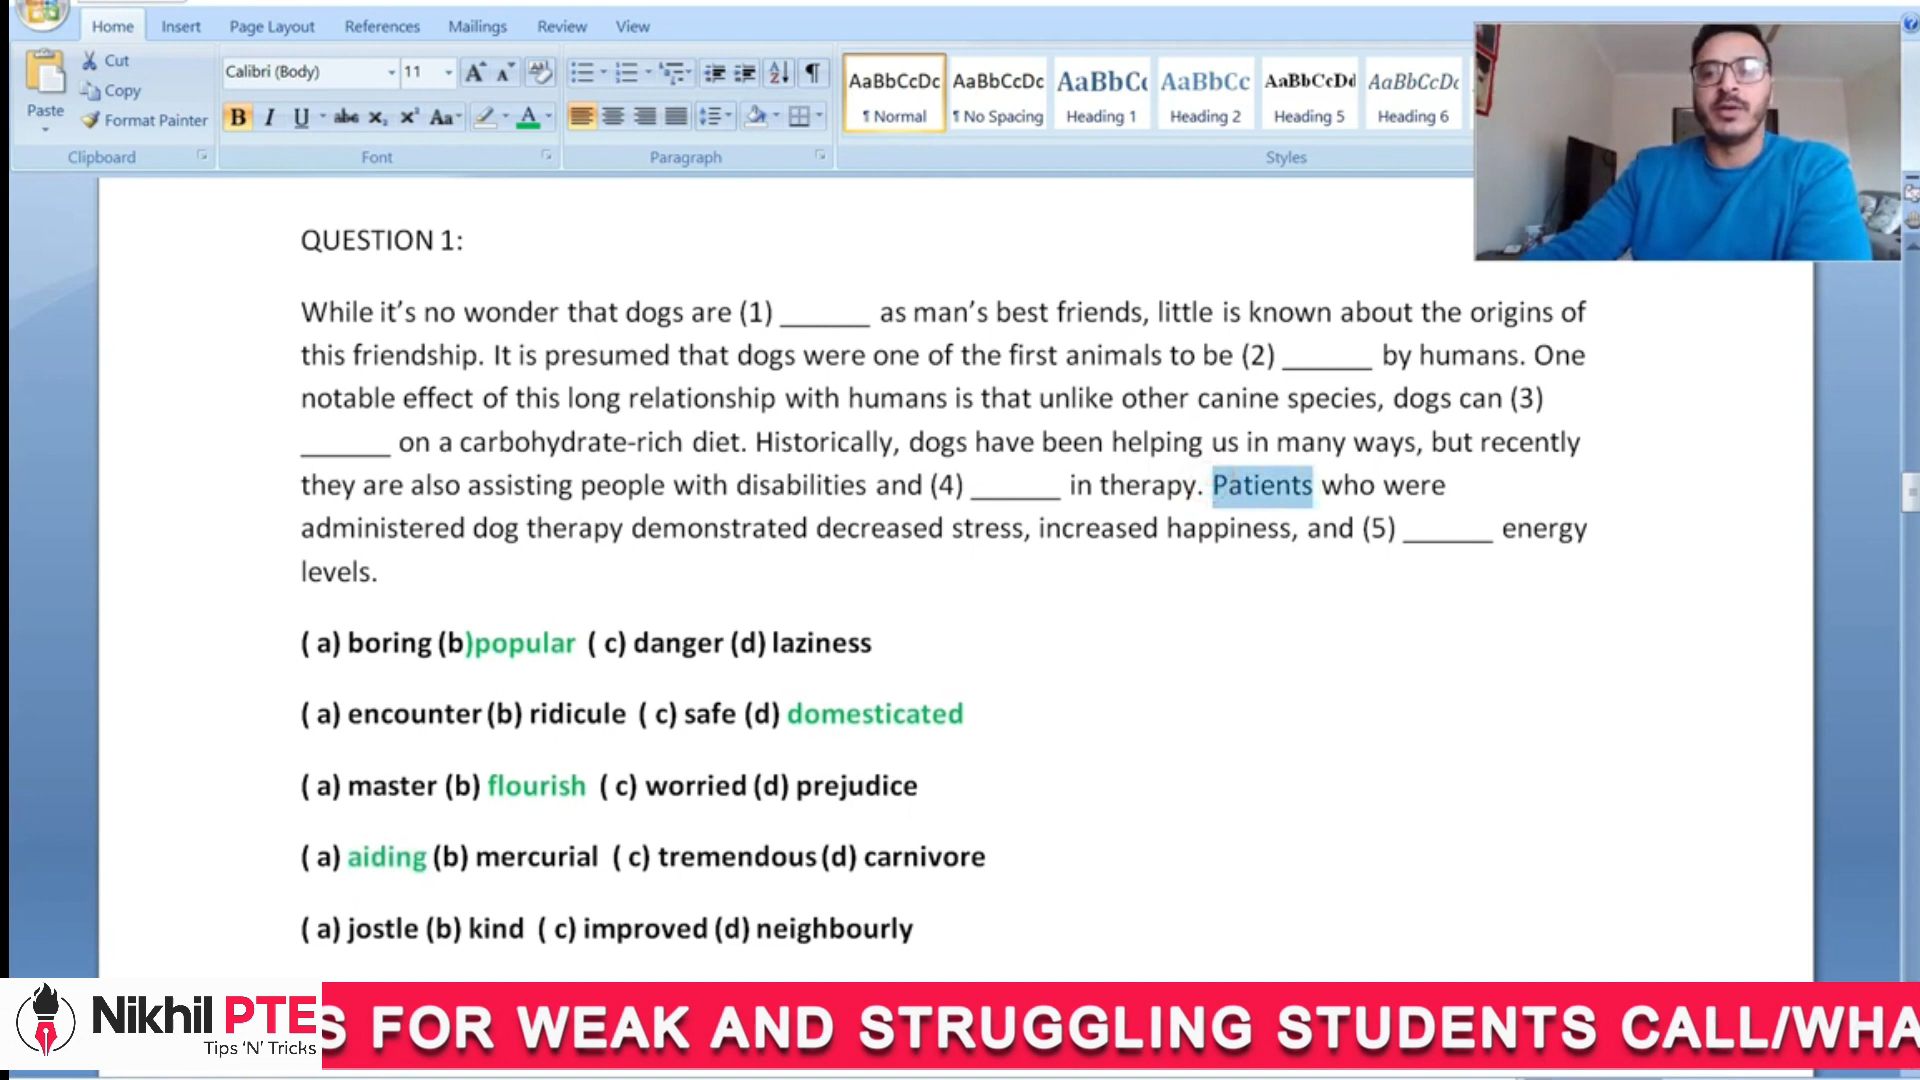 Home Insert Page Layout References Mailings Review View
Cut
Copy
Format Painter
Paste
Clipboard
Calibri (Body) 11
Font
Paragraph
AaBbCcDc AaBbCcDc AaBbC AaBbCc AaBbCcDd AaBbCcDc
¶ Normal ¶ No Spacing Heading 1 Heading 2 Heading 5 Heading 6
Styles
QUESTION 1:
While it’s no wonder that dogs are (1) ______ as man’s best friends, little is known about the origins of
this friendship. It is presumed that dogs were one of the first animals to be (2) ______ by humans. One
notable effect of this long relationship with humans is that unlike other canine species, dogs can (3)
______ on a carbohydrate-rich diet. Historically, dogs have been helping us in many ways, but recently
they are also assisting people with disabilities and (4) ______ in therapy. Patients who were
administered dog therapy demonstrated decreased stress, increased happiness, and (5) ______ energy
levels.
( a) boring (b)popular ( c) danger (d) laziness
( a) encounter (b) ridicule ( c) safe (d) domesticated
( a) master (b) flourish ( c) worried (d) prejudice
( a) aiding (b) mercurial ( c) tremendous (d) carnivore
( a) jostle (b) kind ( c) improved (d) neighbourly
Nikhil PTE
Tips ‘N’ Tricks
S FOR WEAK AND STRUGGLING STUDENTS CALL/WHA